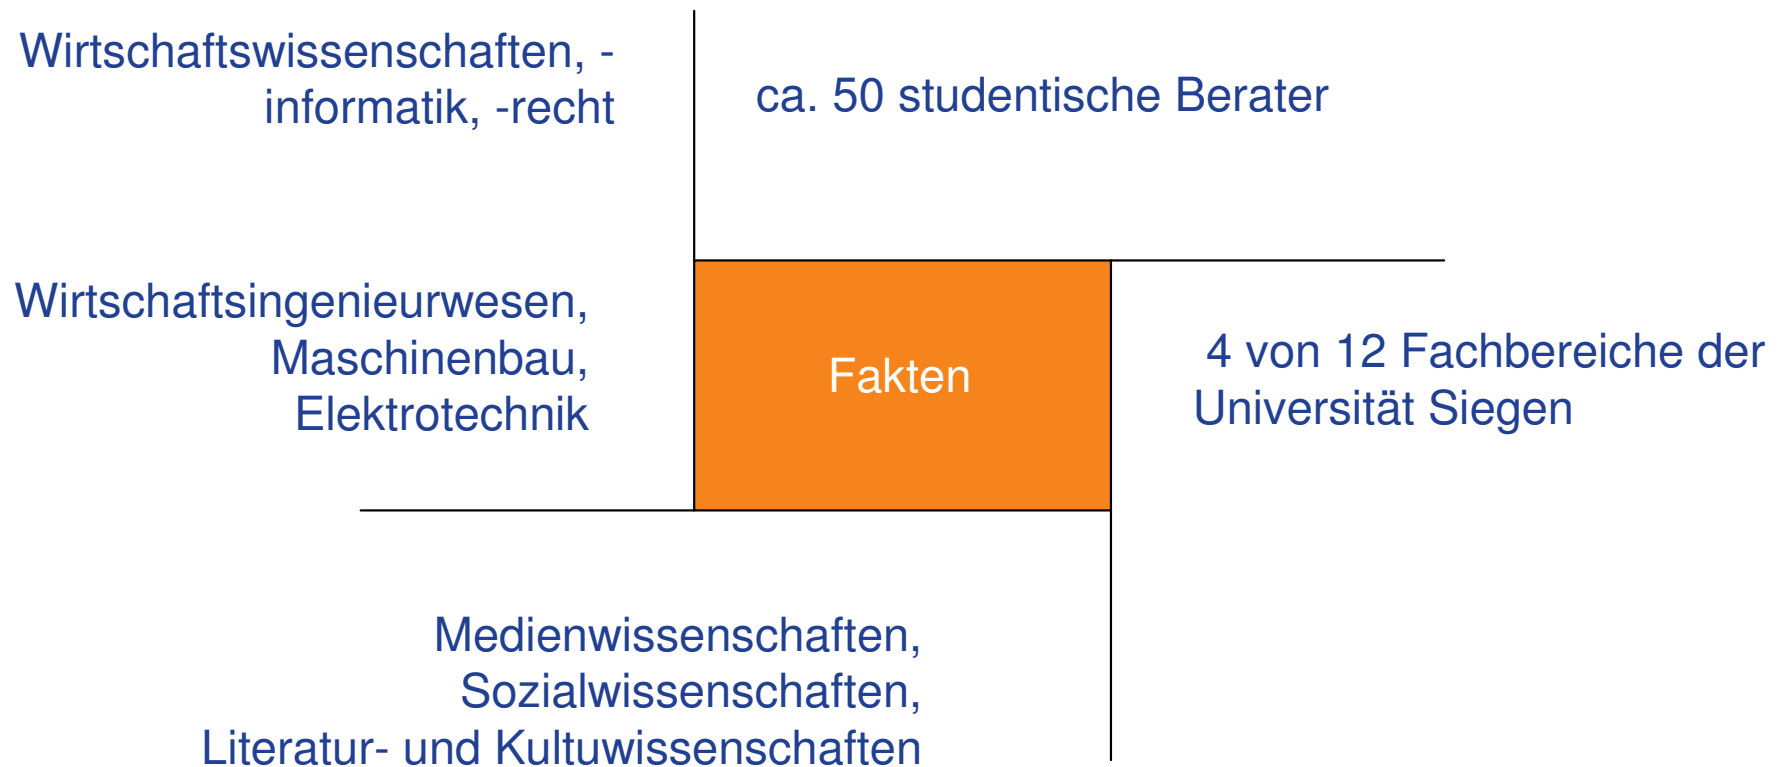 Wirtschaftswissenschaften, -
informatik, -recht
ca. 50 studentische Berater
Wirtschaftsingenieurwesen,
Maschinenbau,
Elektrotechnik
Fakten
4 von 12 Fachbereiche der
Universität Siegen
Medienwissenschaften,
Sozialwissenschaften,
Literatur- und Kultuwissenschaften